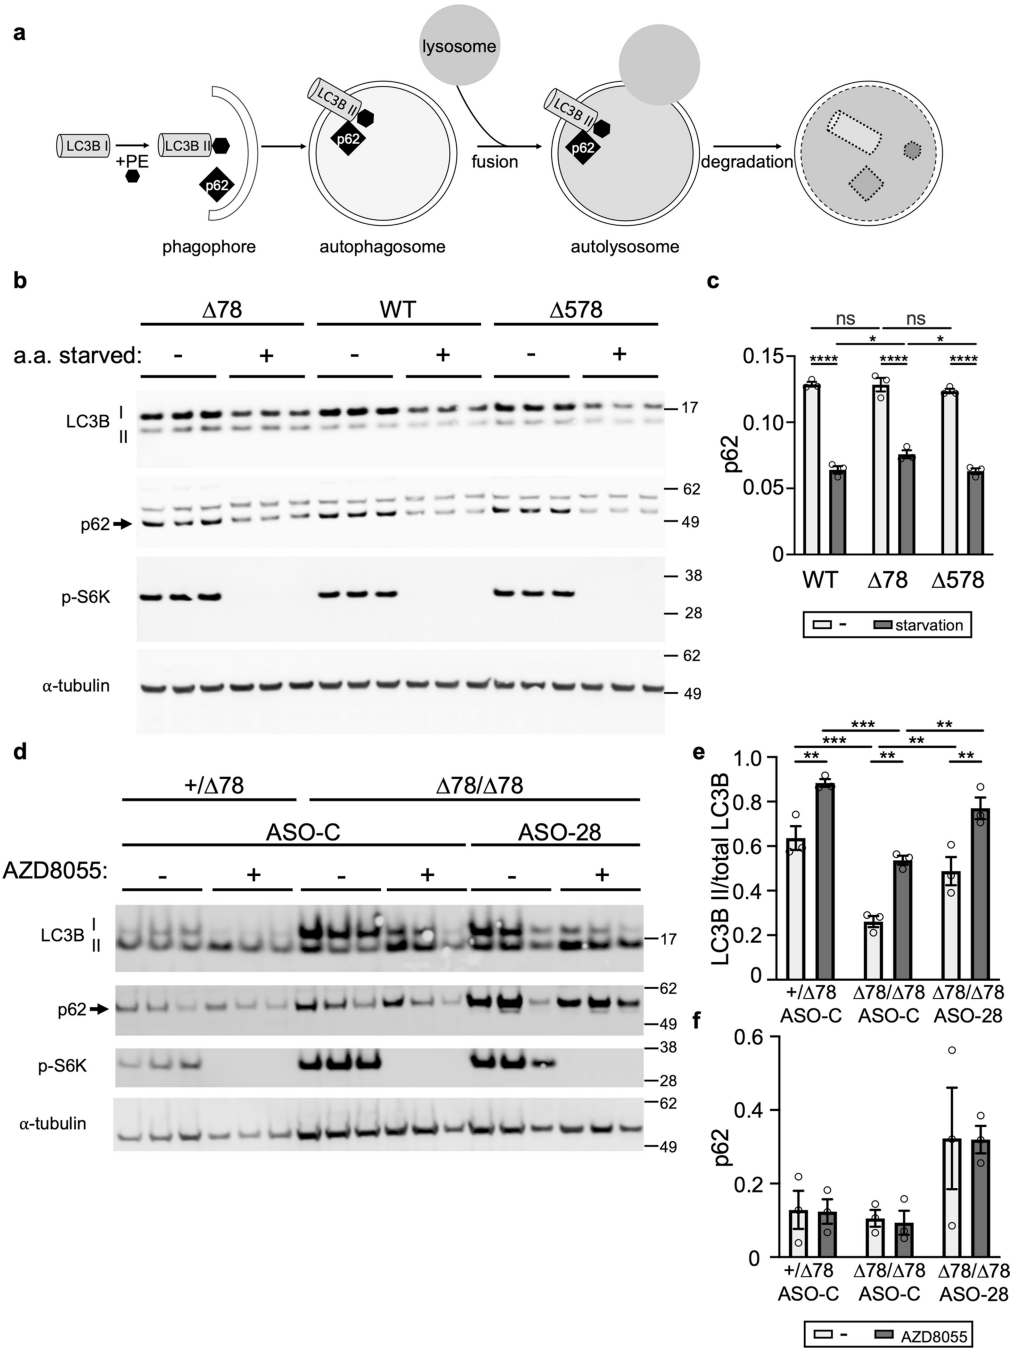 a
lysosome
LC3B I
+PE
LC3B II
p62
LC3B II
p62
fusion
LC3B II
p62
degradation
phagophore
autophagosome
autolysosome
b
Δ78
WT
Δ578
a.a. starved:
- + - + - +
LC3B
I
II
17
p62
62
49
p-S6K
38
28
α-tubulin
62
49
c
ns ns
* *
**** **** ****
p62
0.15
0.10
0.05
0
WT Δ78 Δ578
- starvation
d
+/Δ78
Δ78/Δ78
ASO-C
ASO-28
AZD8055:
- + - + - +
LC3B
I
II
17
p62
62
49
p-S6K
38
28
α-tubulin
62
49
e
*** **
*** **
** ** **
LC3B II/total LC3B
1.0
0.8
0.6
0.4
0.2
0
+/Δ78 Δ78/Δ78 Δ78/Δ78
ASO-C ASO-C ASO-28
f
p62
0.6
0.4
0.2
0
+/Δ78 Δ78/Δ78 Δ78/Δ78
ASO-C ASO-C ASO-28
- AZD8055